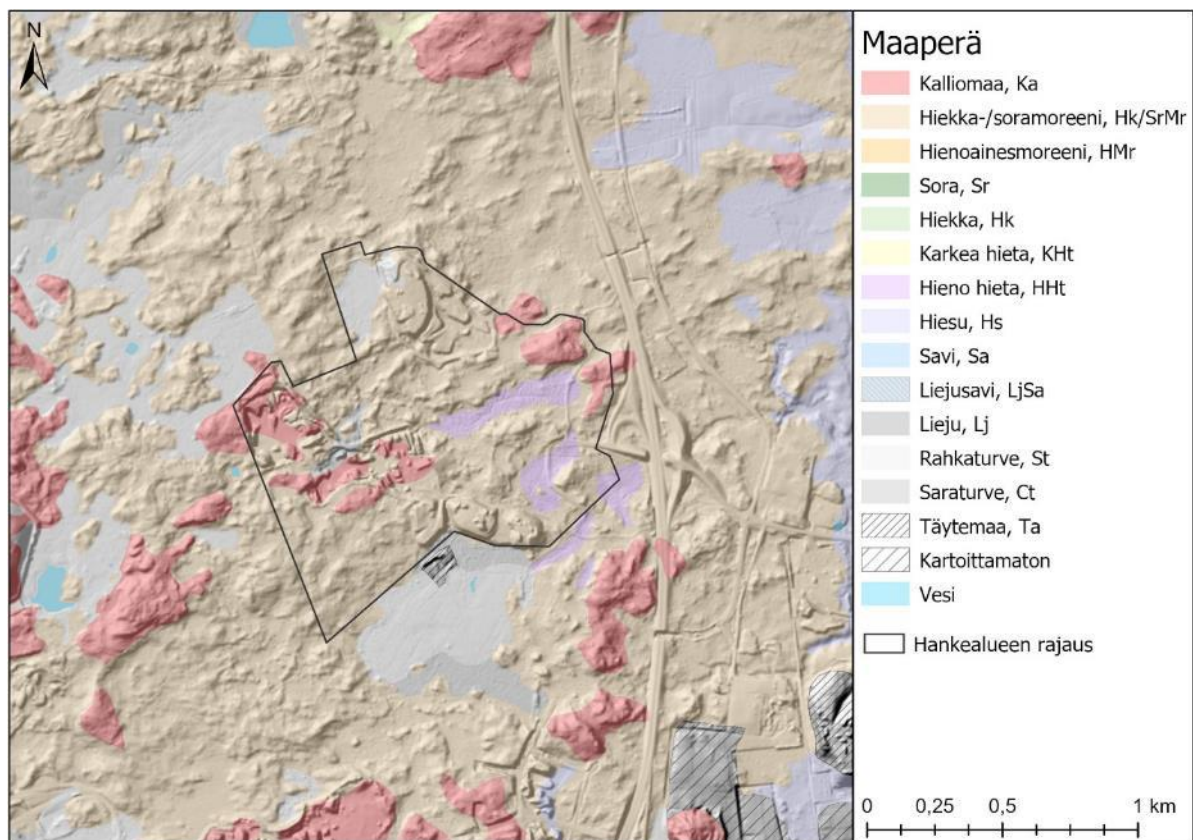 N
Maaperä
Kalliomaa, Ka
Hiekka-/soramoreeni, Hk/SrMr
Hienoainesmoreeni, HMr
Sora, Sr
Hiekka, Hk
Karkea hieta, KHt
Hieno hieta, HHt
Hiesu, Hs
Savi, Sa
Liejusavi, LjSa
Lieju, Lj
Rahkaturve, St
Saraturve, Ct
Täytemaa, Ta
Kartoittamaton
Vesi
Hankealueen rajaus
0 0,25 0,5 1 km